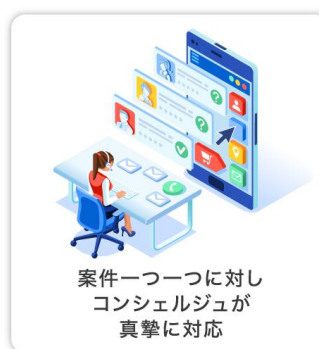 案件一つ一つに対し
コンシェルジュが
真摯に対応